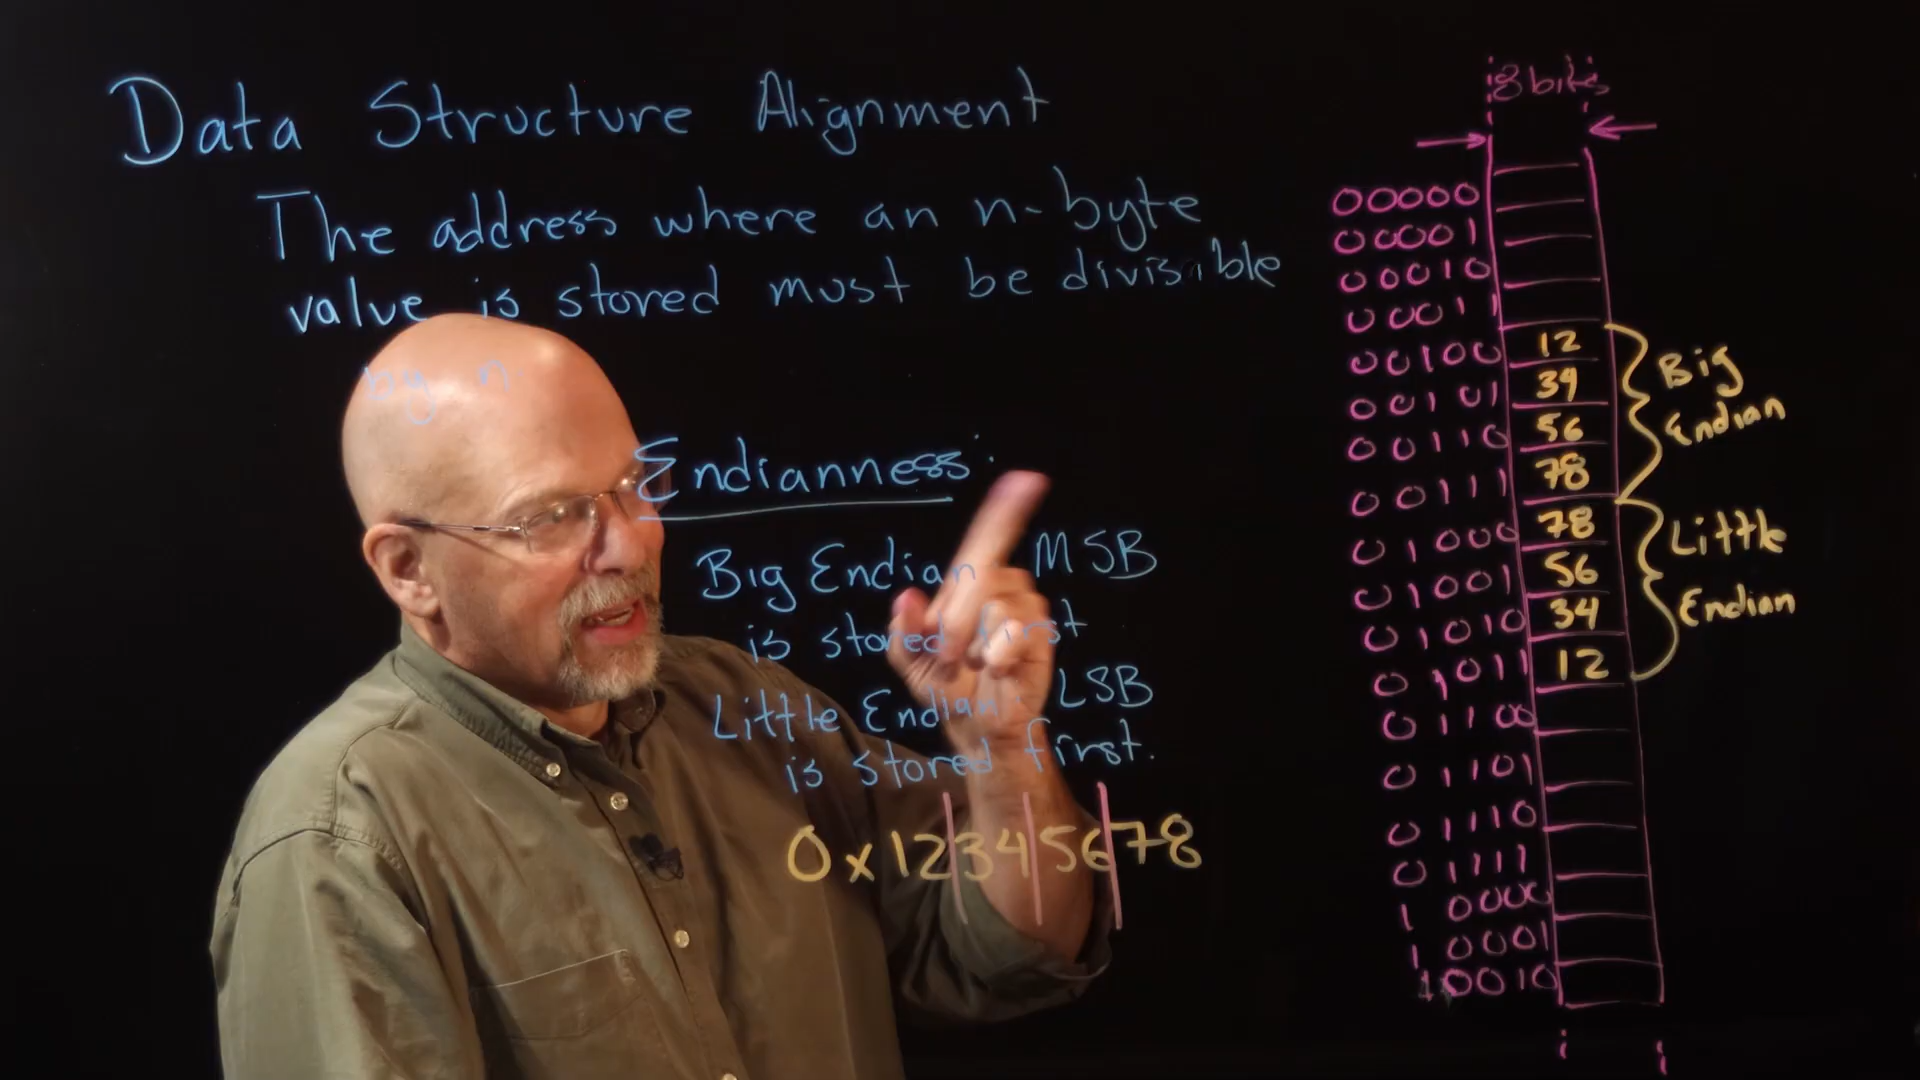 Data Structure Alignment
The address where an n-byte
value is stored must be divisible
by n.
Endianness:
Big Endian: MSB
is stored first
Little Endian: LSB
is stored first.
0x12345678
8 bits
00000
00001
00010
00011
00100 12
00101 34
00110 56
00111 78
Big
Endian
01000 78
01001 56
01010 34
01011 12
Little
Endian
01100
01101
01110
01111
10000
10001
10010